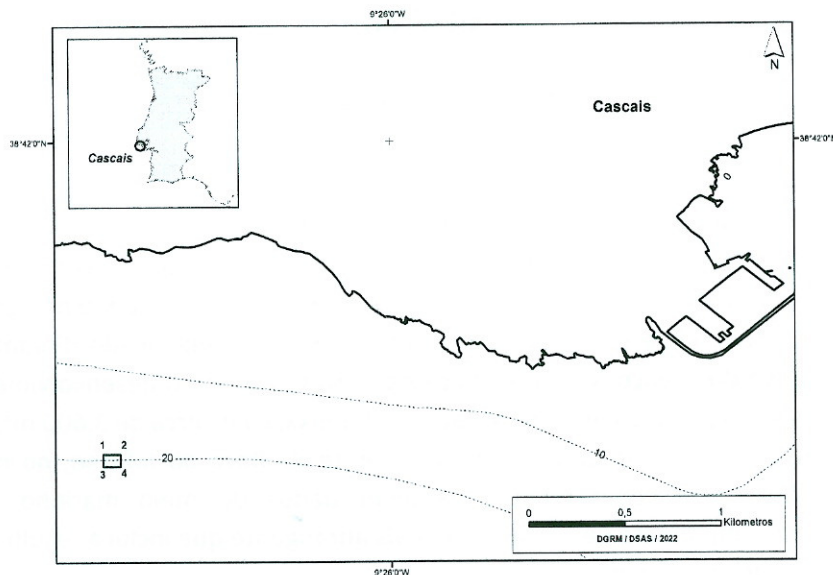 9°26'0"W
N
Cascais
38°42'0"N
38°42'0"N
Cascais
1 2
20
3 4
10
0 0,5 1
Kilometros
DGRM / DSAS / 2022
9°26'0"W